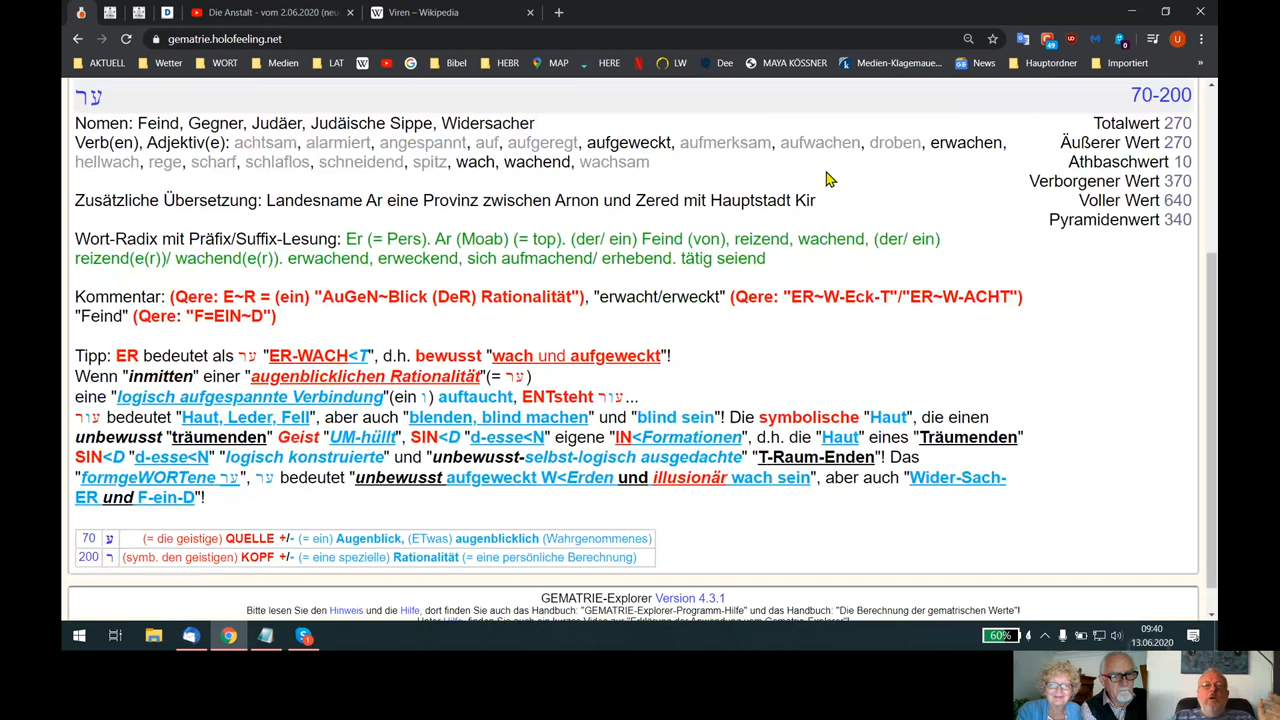 Die Anstalt - vom 2.06.2020 (neu
Viren – Wikipedia
gematrie.holofeeling.net
49
0
U
AKTUELL Wetter WORT Medien LAT Bibel HEBR MAP HERE LW Dee MAYA KÖSSNER Medien-Klagemaue... News Hauptordner Importiert »
ער 70-200
Nomen: Feind, Gegner, Judäer, Judäische Sippe, Widersacher
Verb(en), Adjektiv(e): achtsam, alarmiert, angespannt, auf, aufgeregt, aufgeweckt, aufmerksam, aufwachen, droben, erwachen,
hellwach, rege, scharf, schlaflos, schneidend, spitz, wach, wachend, wachsam
Totalwert 270
Äußerer Wert 270
Athbaschwert 10
Verborgener Wert 370
Voller Wert 640
Pyramidenwert 340
Zusätzliche Übersetzung: Landesname Ar eine Provinz zwischen Arnon und Zered mit Hauptstadt Kir
Wort-Radix mit Präfix/Suffix-Lesung: Er (= Pers). Ar (Moab) (= top). (der/ ein) Feind (von), reizend, wachend, (der/ ein)
reizend(e(r))/ wachend(e(r)). erwachend, erweckend, sich aufmachend/ erhebend. tätig seiend
Kommentar: (Qere: E~R = (ein) "AuGeN~Blick (DeR) Rationalität"), "erwacht/erweckt" (Qere: "ER~W-Eck-T"/"ER~W-ACHT")
"Feind" (Qere: "F=EIN~D")
Tipp: ER bedeutet als ער "ER-WACH<T", d.h. bewusst "wach und aufgeweckt"!
Wenn "inmitten" einer "augenblicklichen Rationalität"(= ער)
eine "logisch aufgespannte Verbindung"(ein ו) auftaucht, ENTsteht עור...
עור bedeutet "Haut, Leder, Fell", aber auch "blenden, blind machen" und "blind sein"! Die symbolische "Haut", die einen
unbewusst "träumenden" Geist "UM-hüllt", SIN<D "d-esse<N" eigene "IN<Formationen", d.h. die "Haut" eines "Träumenden"
SIN<D "d-esse<N" "logisch konstruierte" und "unbewusst-selbst-logisch ausgedachte" "T-Raum-Enden"! Das
"formgeWORTene ער", ער bedeutet "unbewusst aufgeweckt W<Erden und illusionär wach sein", aber auch "Wider-Sach-
ER und F-ein-D"!
70 ע (= die geistige) QUELLE +/- (= ein) Augenblick, (ETwas) augenblicklich (Wahrgenommenes)
200 ר (symb. den geistigen) KOPF +/- (= eine spezielle) Rationalität (= eine persönliche Berechnung)
GEMATRIE-Explorer Version 4.3.1
Bitte lesen Sie den Hinweis und die Hilfe, dort finden Sie auch das Handbuch: "GEMATRIE-Explorer-Programm-Hilfe" und das Handbuch: "Die Berechnung der gematrischen Werte"!
60%
09:40
13.06.2020